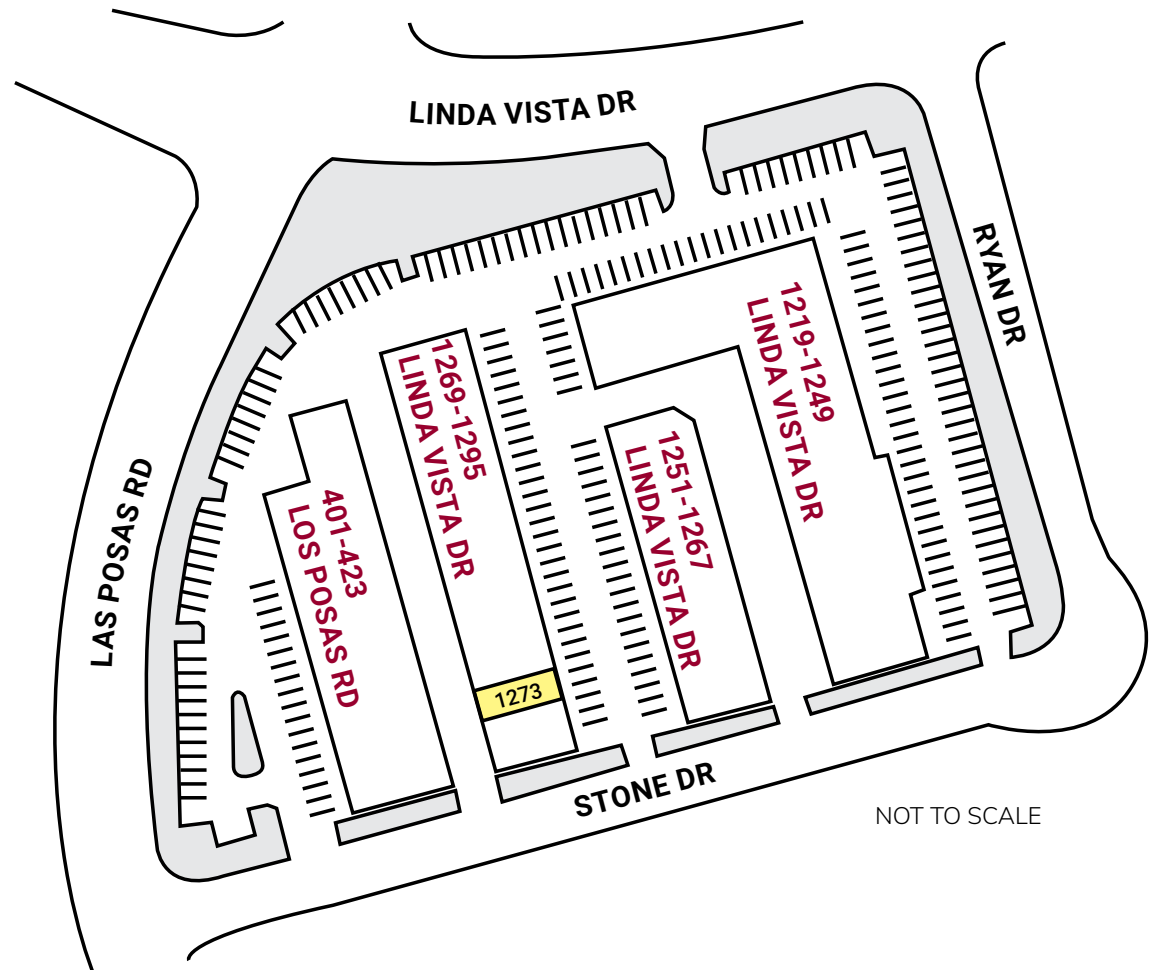 LINDA VISTA DR
RYAN DR
1219-1249
LINDA VISTA DR
1269-1295
LINDA VISTA DR
1251-1267
LINDA VISTA DR
401-423
LOS POSAS RD
LAS POSAS RD
1273
STONE DR
NOT TO SCALE